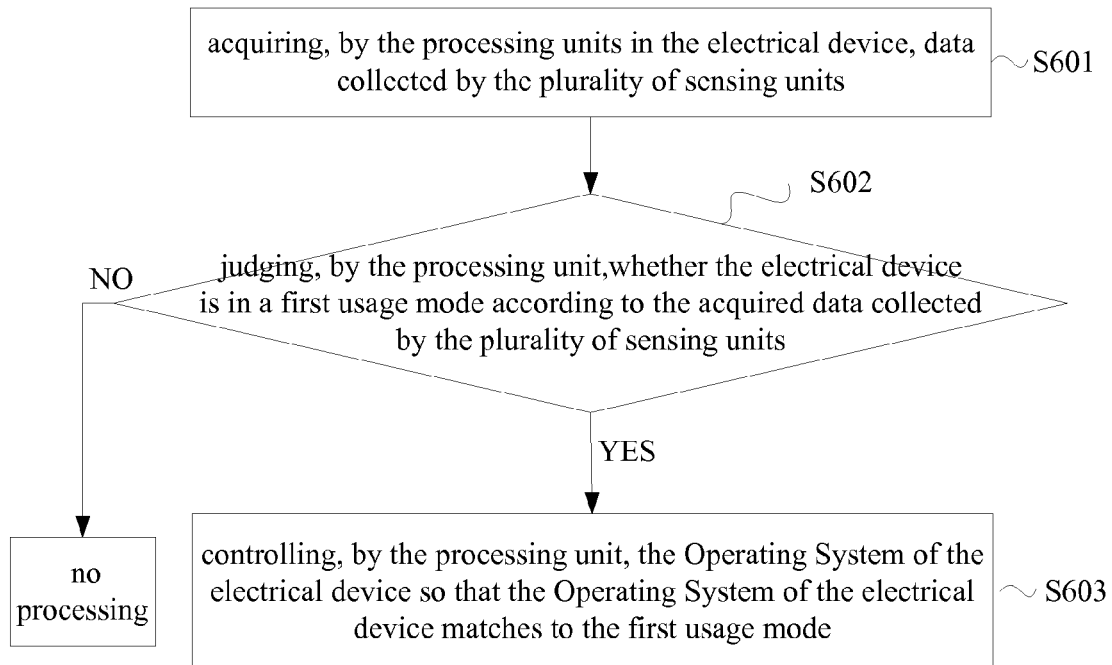 acquiring, by the processing units in the electrical device, data
collected by the plurality of sensing units
S601
S602
NO
judging, by the processing unit,whether the electrical device
is in a first usage mode according to the acquired data collected
by the plurality of sensing units
YES
no
processing
controlling, by the processing unit, the Operating System of the
electrical device so that the Operating System of the electrical
device matches to the first usage mode
S603